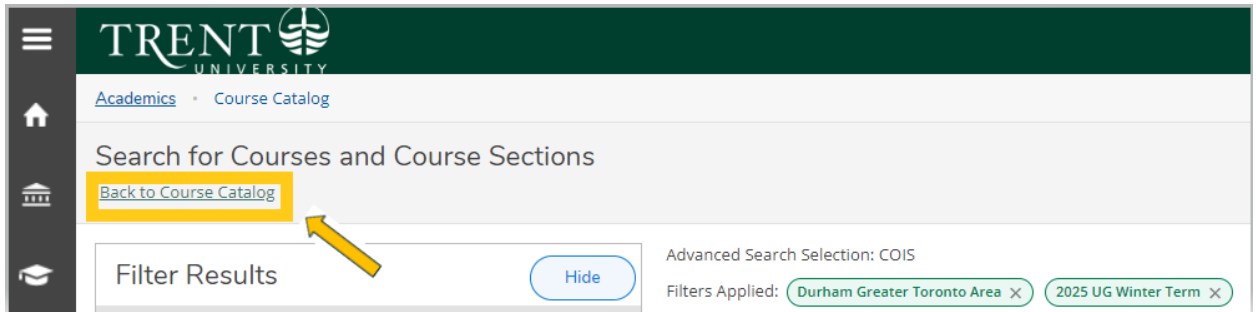 TRENT
UNIVERSITY
Academics · Course Catalog
Search for Courses and Course Sections
Back to Course Catalog
Filter Results
Hide
Advanced Search Selection: COIS
Filters Applied: Durham Greater Toronto Area × 2025 UG Winter Term ×